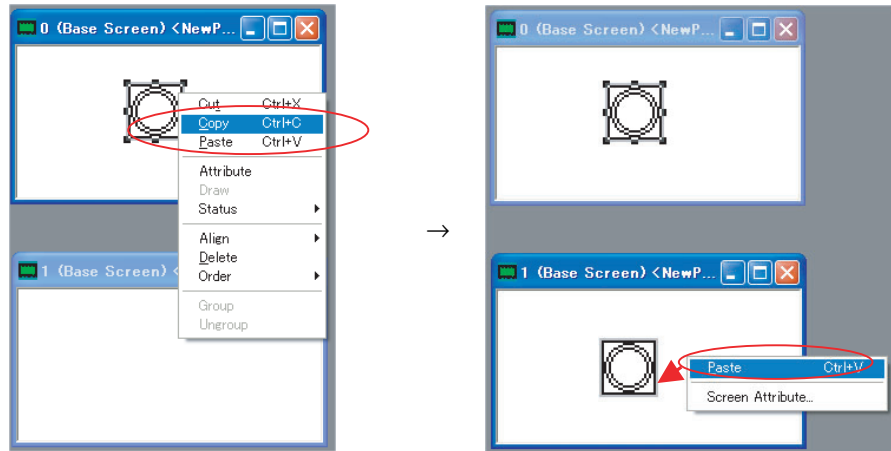 0 (Base Screen) <NewP...
Cut Ctrl+X
Copy Ctrl+C
Paste Ctrl+V
Attribute
Draw
Status
Align
Delete
Order
Group
Ungroup
1 (Base Screen) <
→
0 (Base Screen) <NewP...
1 (Base Screen) <NewP...
Paste Ctrl+V
Screen Attribute...